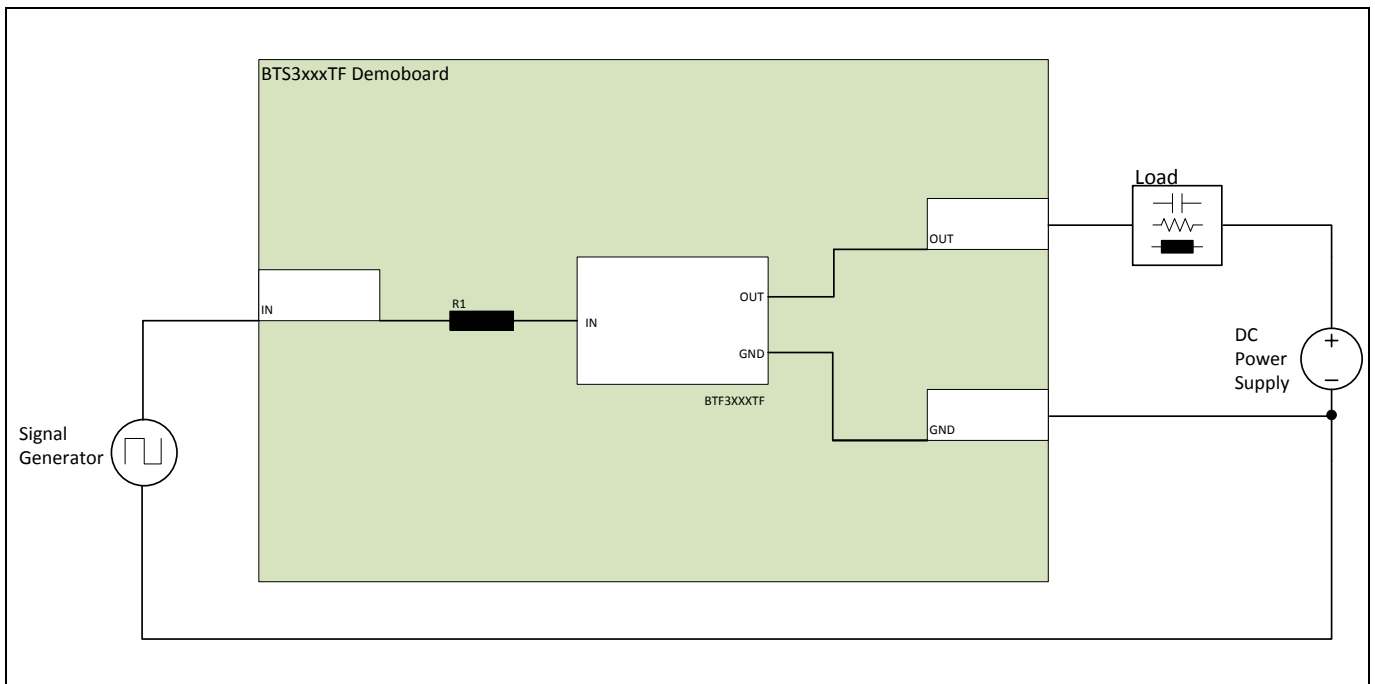 BTS3xxxTF Demoboard
Load
OUT
IN
R1
IN
OUT
GND
BTF3XXXTF
GND
DC
Power
Supply
+
−
Signal
Generator